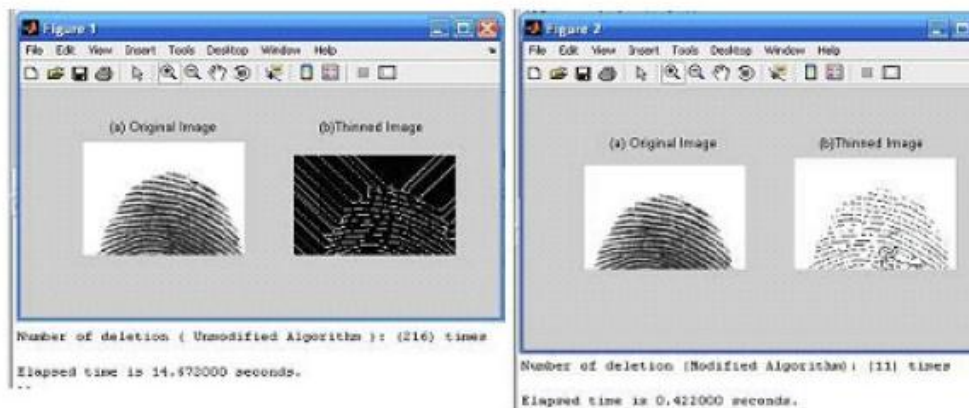 Figure 1
File Edit View Insert Tools Desktop Window Help
(a) Original Image
(b)Thinned Image
Number of deletion ( Unmodified Algorithm ): (216) times
Elapsed time is 14.672000 seconds.
Figure 2
File Edit View Insert Tools Desktop Window Help
(a) Original Image
(b)Thinned Image
Number of deletion (Modified Algorithm): (11) times
Elapsed time is 0.422000 seconds.